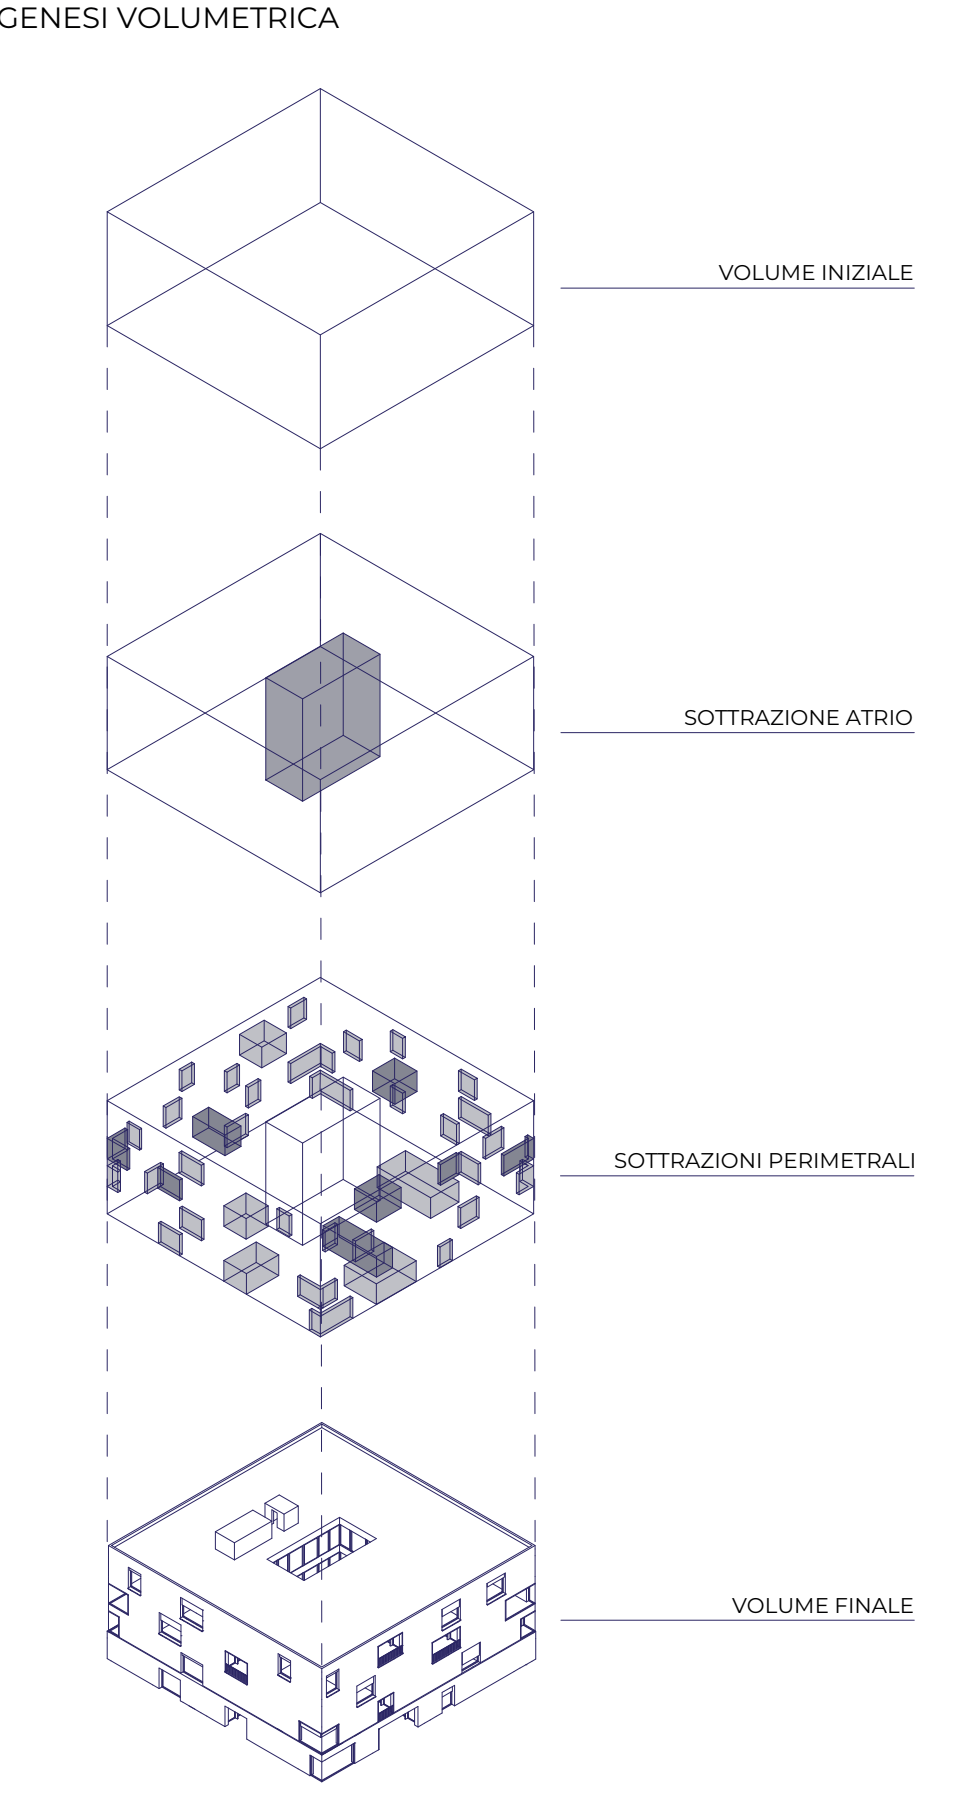 GENESI VOLUMETRICA
VOLUME INIZIALE
SOTTRAZIONE ATRIO
SOTTRAZIONI PERIMETRALI
VOLUME FINALE